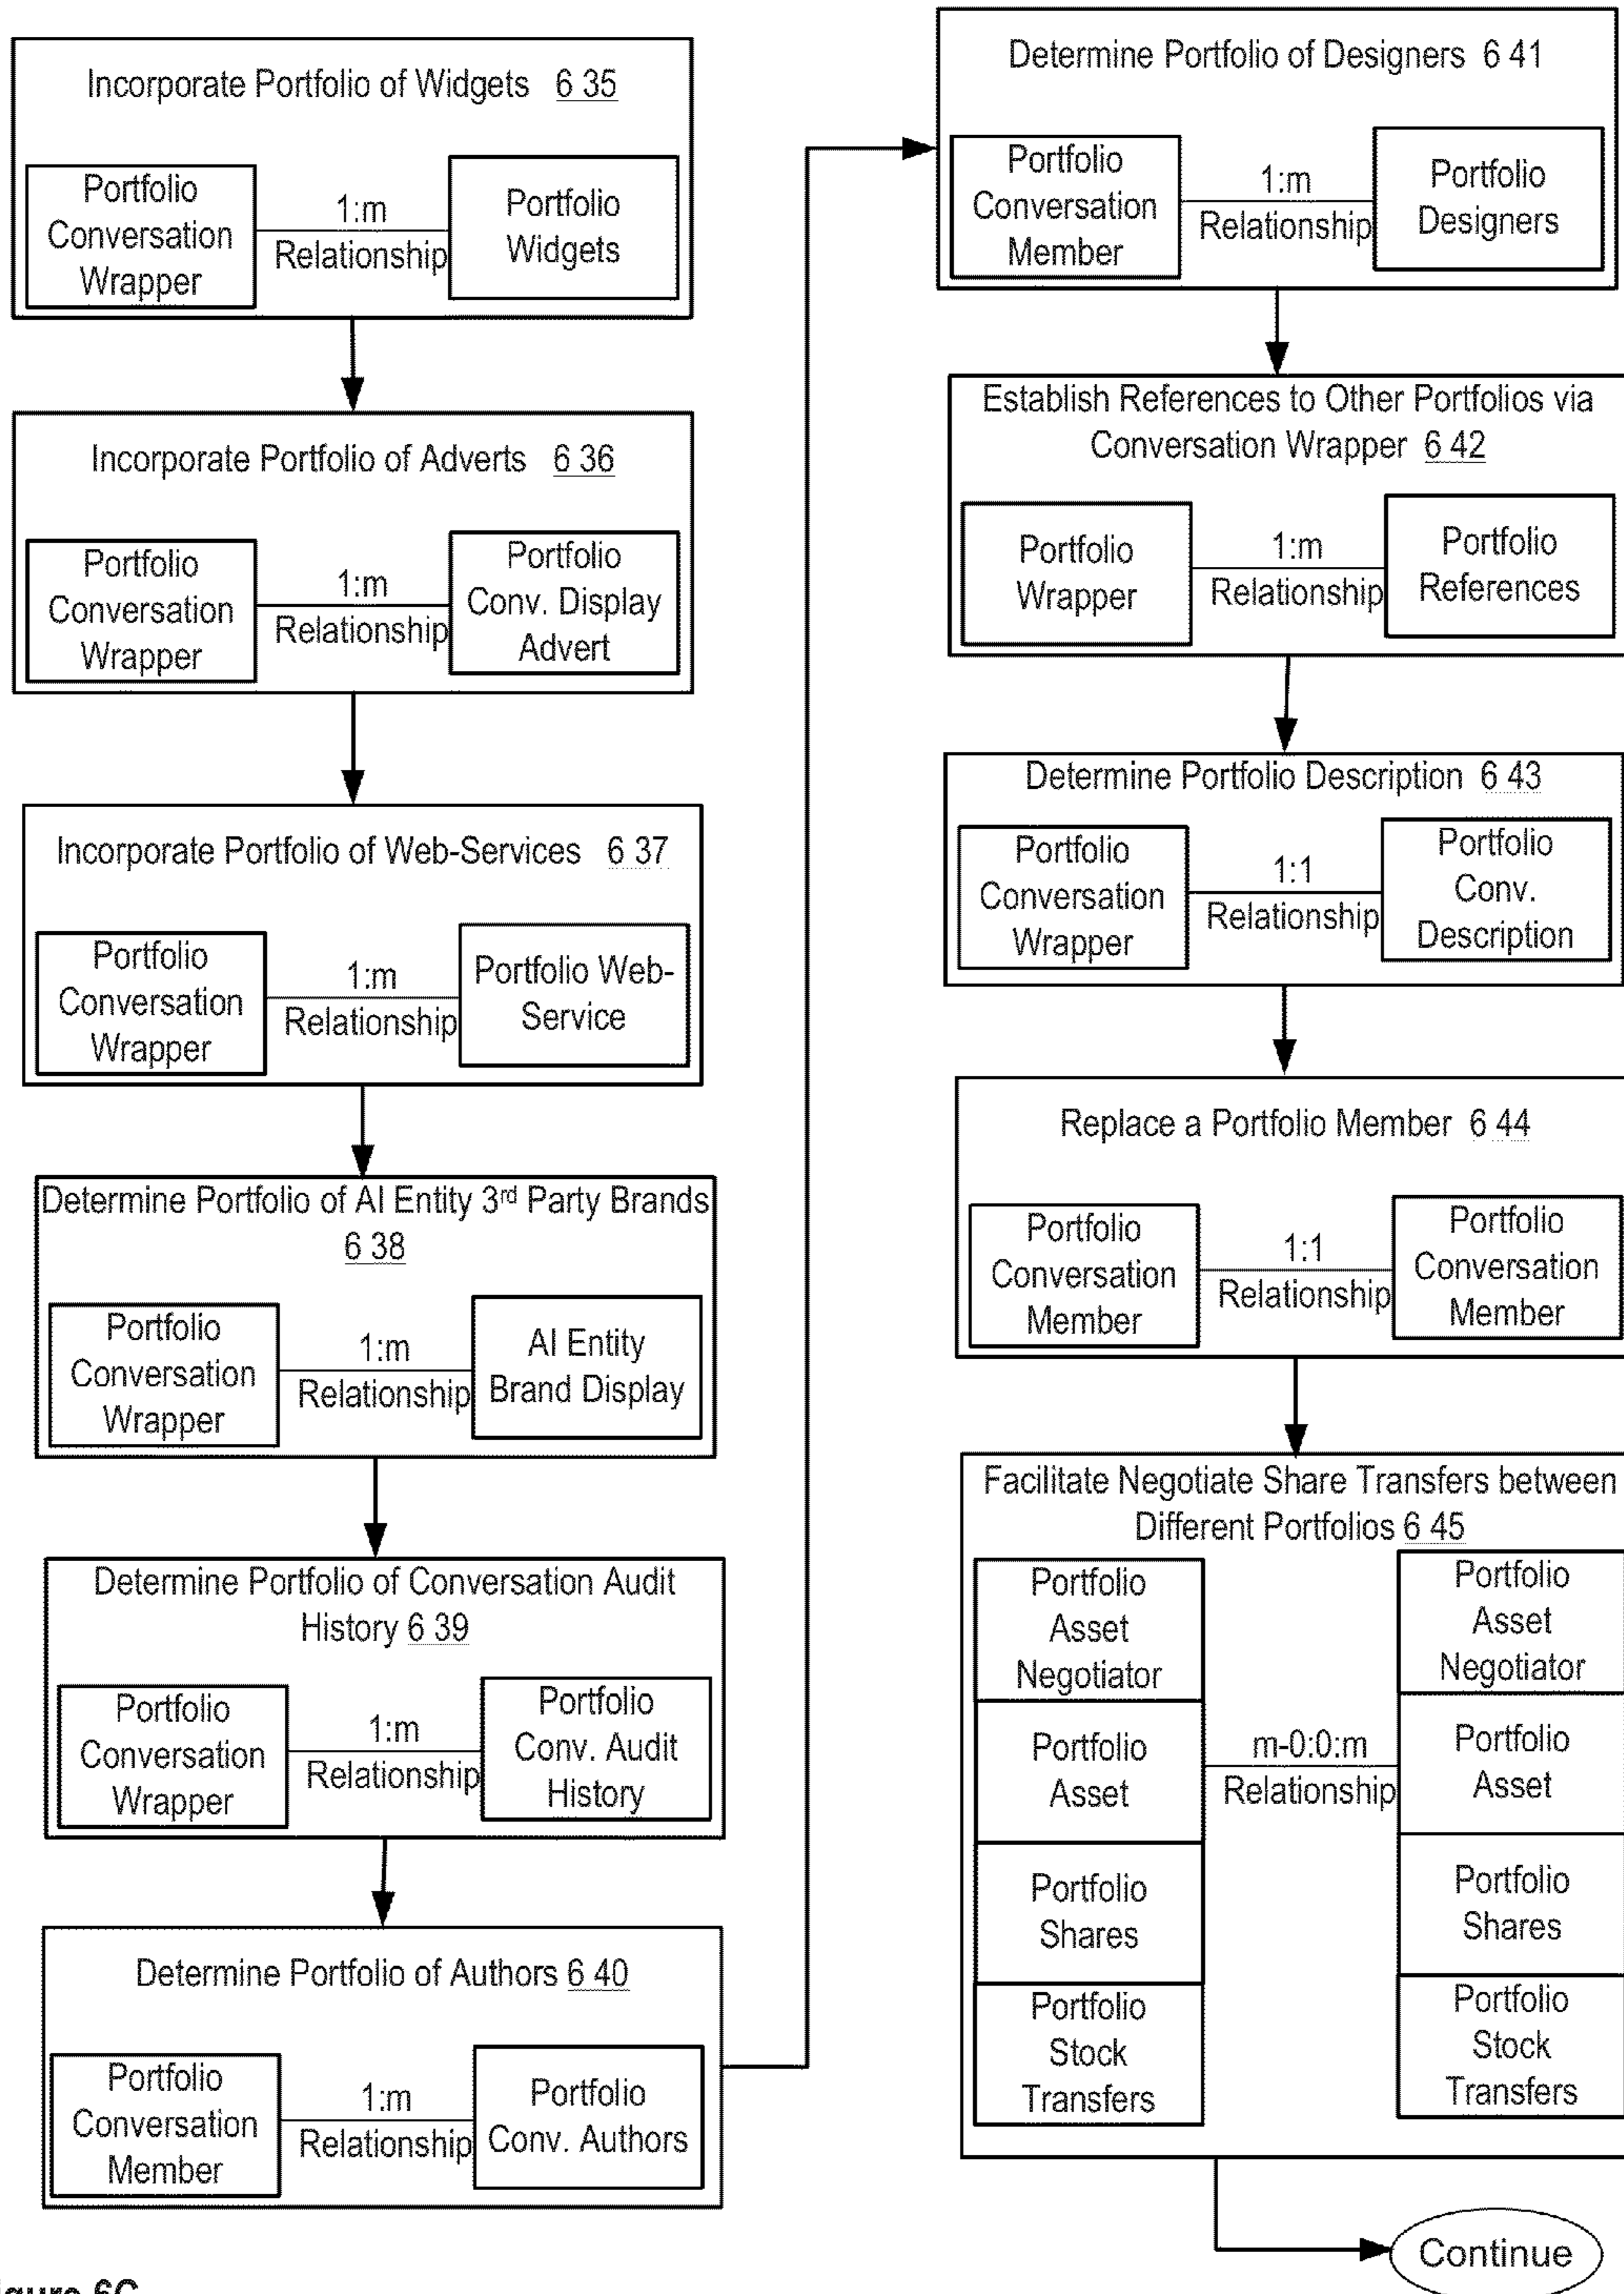 Incorporate Portfolio of Widgets 6 35
Portfolio
Conversation
Wrapper
1:m
Relationship
Portfolio
Widgets
Incorporate Portfolio of Adverts 6 36
Portfolio
Conversation
Wrapper
1:m
Relationship
Portfolio
Conv. Display
Advert
Incorporate Portfolio of Web-Services 6 37
Portfolio
Conversation
Wrapper
1:m
Relationship
Portfolio Web-
Service
Determine Portfolio of AI Entity 3rd Party Brands
6 38
Portfolio
Conversation
Wrapper
1:m
Relationship
AI Entity
Brand Display
Determine Portfolio of Conversation Audit
History 6 39
Portfolio
Conversation
Wrapper
1:m
Relationship
Portfolio
Conv. Audit
History
Determine Portfolio of Authors 6 40
Portfolio
Conversation
Member
1:m
Relationship
Portfolio
Conv. Authors
Determine Portfolio of Designers 6 41
Portfolio
Conversation
Member
1:m
Relationship
Portfolio
Designers
Establish References to Other Portfolios via
Conversation Wrapper 6 42
Portfolio
Wrapper
1:m
Relationship
Portfolio
References
Determine Portfolio Description 6 43
Portfolio
Conversation
Wrapper
1:1
Relationship
Portfolio
Conv.
Description
Replace a Portfolio Member 6 44
Portfolio
Conversation
Member
1:1
Relationship
Portfolio
Conversation
Member
Facilitate Negotiate Share Transfers between
Different Portfolios 6 45
Portfolio
Asset
Negotiator
Portfolio
Asset
Portfolio
Shares
Portfolio
Stock
Transfers
m-0:0:m
Relationship
Portfolio
Asset
Negotiator
Portfolio
Asset
Portfolio
Shares
Portfolio
Stock
Transfers
Continue